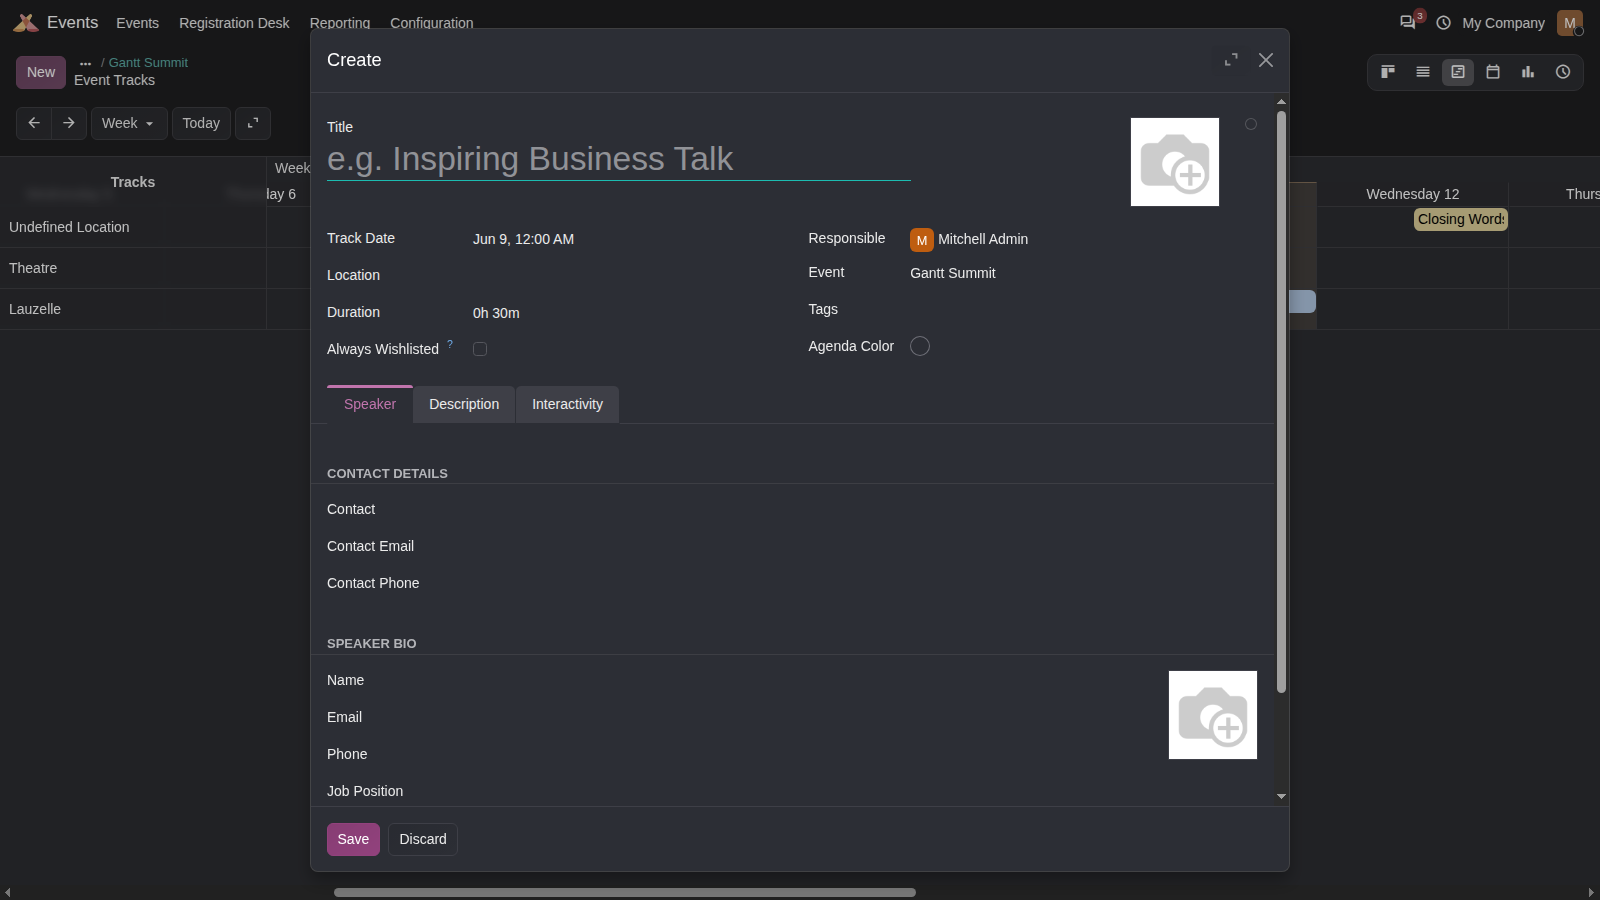 Events Events Registration Desk Reporting Configuration 3 My Company M
New ... / Gantt Summit
Event Tracks
Week Today
Tracks
Week
day 6
Wednesday 12
Thurs
Undefined Location
Closing Words
Theatre
Lauzelle
Create
Title
e.g. Inspiring Business Talk
Track Date Jun 9, 12:00 AM
Location
Duration 0h 30m
Always Wishlisted ?
Responsible M Mitchell Admin
Event Gantt Summit
Tags
Agenda Color
Speaker Description Interactivity
CONTACT DETAILS
Contact
Contact Email
Contact Phone
SPEAKER BIO
Name
Email
Phone
Job Position
Save Discard